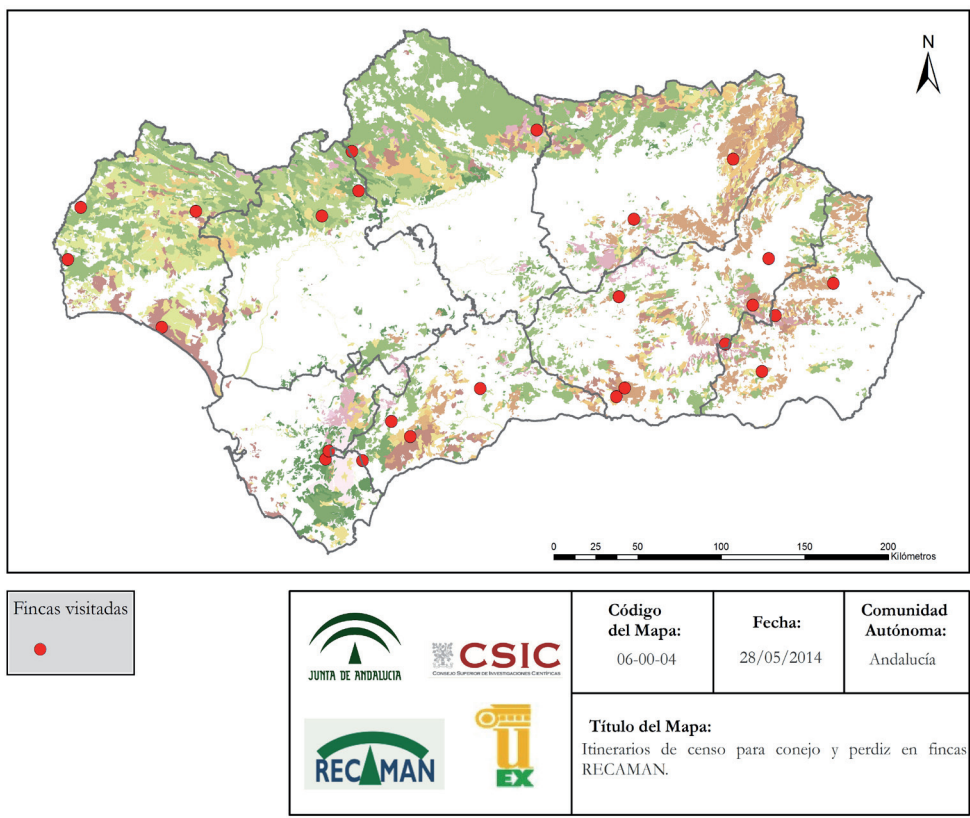 N
0 25 50 100 150 200
Kilómetros
Fincas visitadas
JUNTA DE ANDALUCIA
CSIC
CONSEJO SUPERIOR DE INVESTIGACIONES CIENTÍFICAS
RECAMAN
UEX
Código
del Mapa:
06-00-04
Fecha:
28/05/2014
Comunidad
Autónoma:
Andalucía
Título del Mapa:
Itinerarios de censo para conejo y perdiz en fincas
RECAMAN.